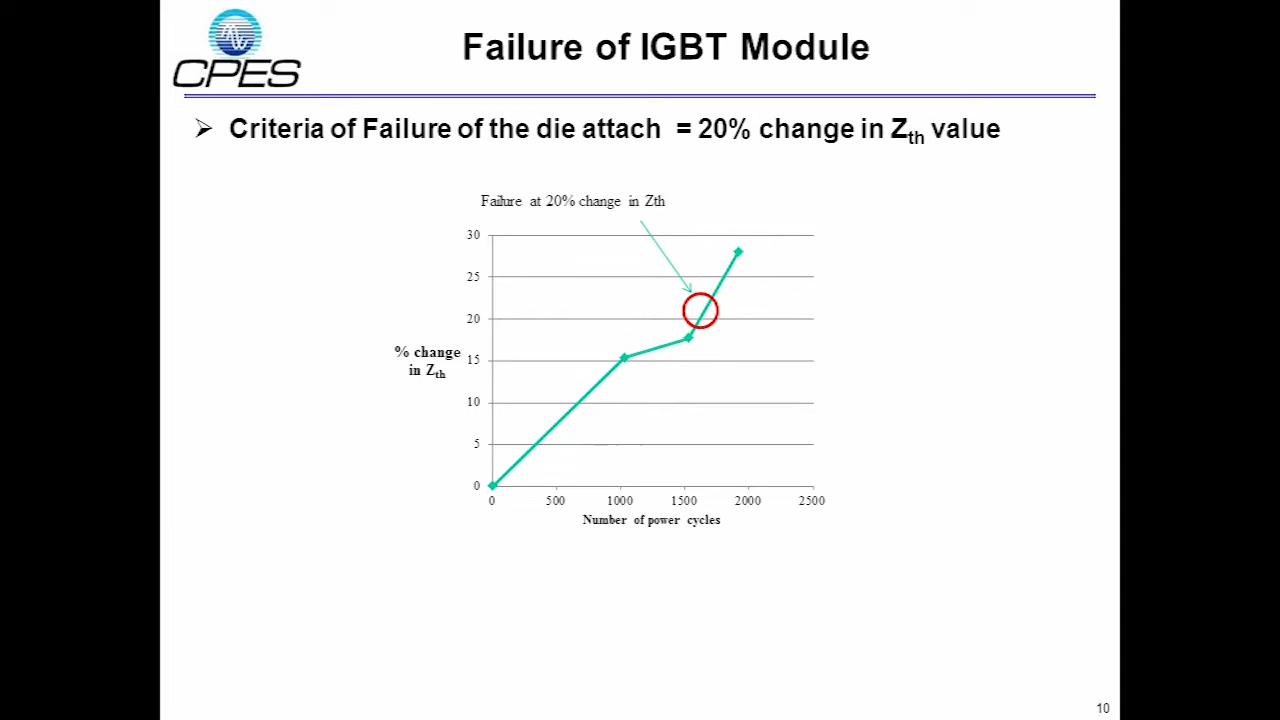 CPES
Failure of IGBT Module
➢ Criteria of Failure of the die attach = 20% change in Zth value
Failure at 20% change in Zth
30
25
20
15
10
5
0
% change
in Zth
0 500 1000 1500 2000 2500
Number of power cycles
10